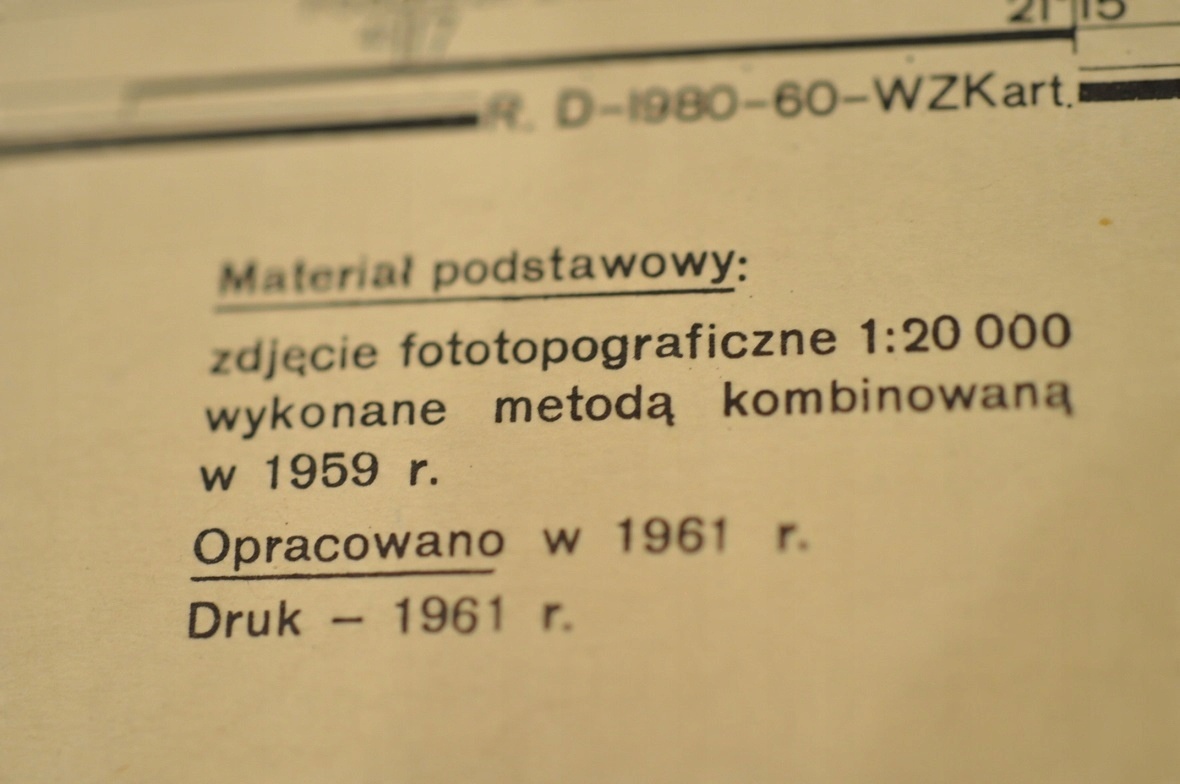 21°15
R. D-1980-60-WZKart.
Materiał podstawowy:
zdjęcie fototopograficzne 1:20 000
wykonane metodą kombinowaną
w 1959 r.
Opracowano w 1961 r.
Druk – 1961 r.